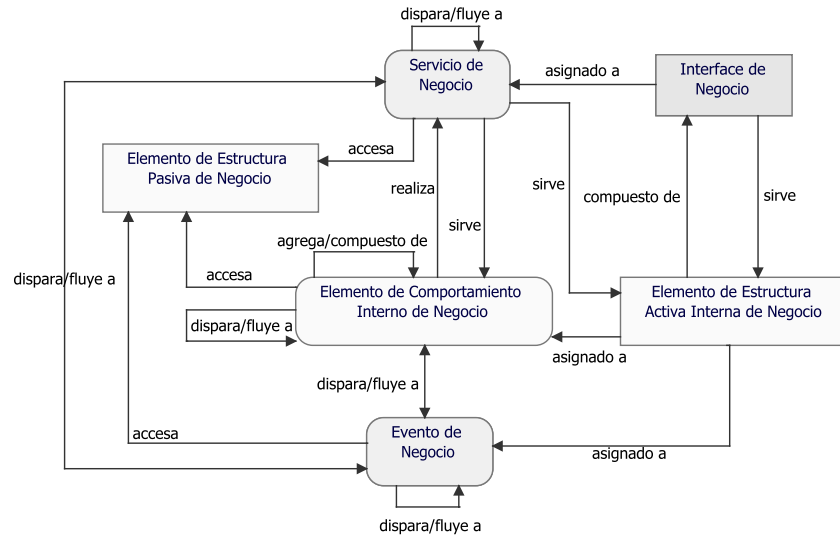 dispara/fluye a
Servicio de
Negocio
asignado a
Interface de
Negocio
accesa
Elemento de Estructura
Pasiva de Negocio
realiza
sirve
sirve
compuesto de
sirve
agrega/compuesto de
dispara/fluye a
accesa
Elemento de Comportamiento
Interno de Negocio
Elemento de Estructura
Activa Interna de Negocio
dispara/fluye a
asignado a
dispara/fluye a
accesa
Evento de
Negocio
asignado a
dispara/fluye a